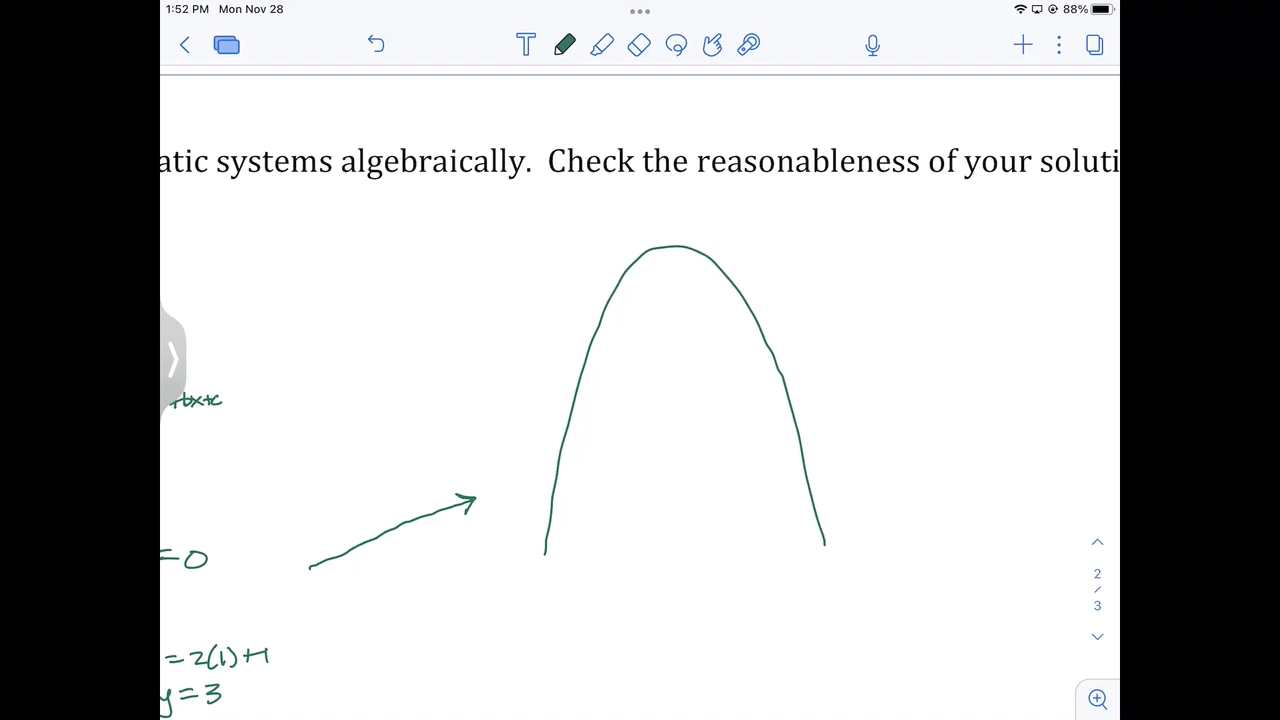 1:52 PM Mon Nov 28
88%
T
atic systems algebraically. Check the reasonableness of your soluti
+bx+c
=0
=2(1)+1
y=3
2
/
3